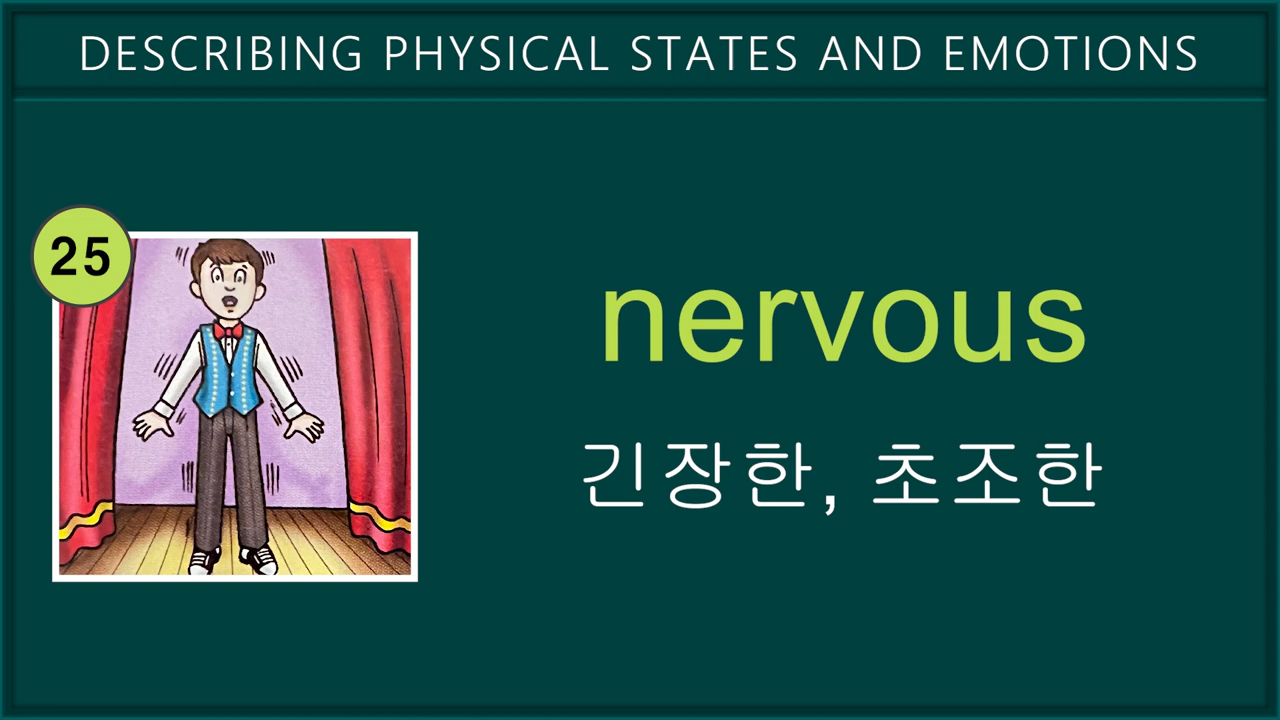 DESCRIBING PHYSICAL STATES AND EMOTIONS
25
nervous
긴장한, 초조한